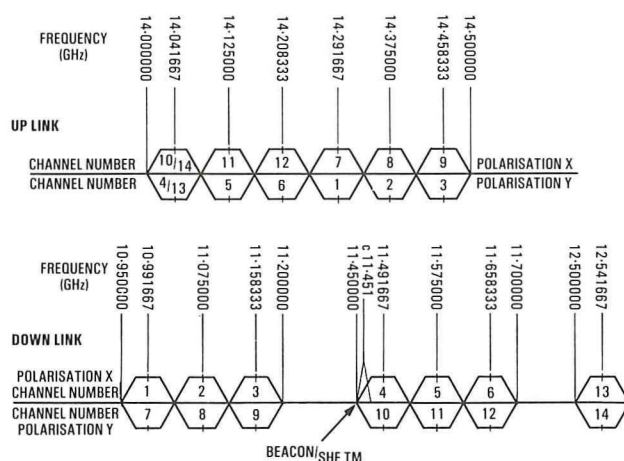 FREQUENCY
(GHz)
14·000000
14·041667
14·125000
14·208333
14·291667
14·375000
14·458333
14·500000
UP LINK
CHANNEL NUMBER 10/14 11 12 7 8 9 POLARISATION X
CHANNEL NUMBER 4/13 5 6 1 2 3 POLARISATION Y
FREQUENCY
(GHz)
10·950000
10·991667
11·075000
11·158333
11·200000
11·450000
c 11·451
11·491667
11·575000
11·658333
11·700000
12·500000
12·541667
DOWN LINK
POLARISATION X
CHANNEL NUMBER 1 2 3 4 5 6 13
CHANNEL NUMBER 7 8 9 10 11 12 14
POLARISATION Y
BEACON/SHF TM